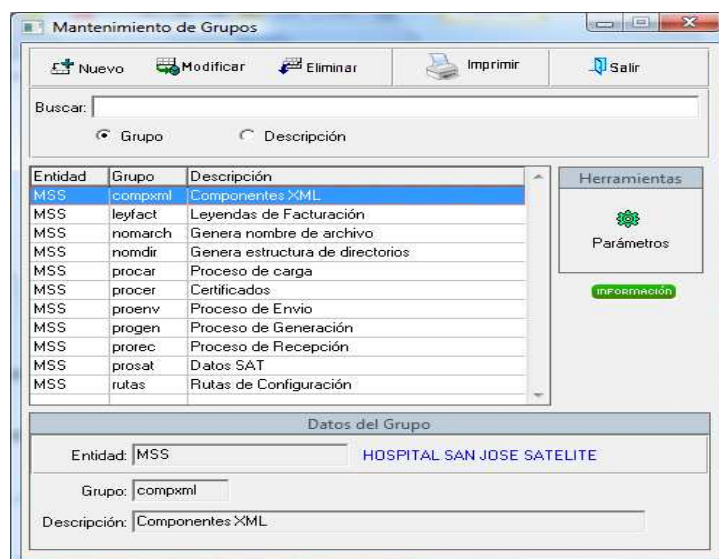 Mantenimiento de Grupos
Nuevo Modificar Eliminar Imprimir Salir
Buscar:
Grupo Descripción
Entidad Grupo Descripción
MSS compxml Componentes XML
MSS leyfact Leyendas de Facturación
MSS nomarch Genera nombre de archivo
MSS nomdir Genera estructura de directorios
MSS procar Proceso de carga
MSS procer Certificados
MSS proenv Proceso de Envio
MSS progen Proceso de Generación
MSS prorec Proceso de Recepción
MSS prosat Datos SAT
MSS rutas Rutas de Configuración
Herramientas
Parámetros
INFORMACIÓN
Datos del Grupo
Entidad: MSS HOSPITAL SAN JOSE SATELITE
Grupo: compxml
Descripción: Componentes XML